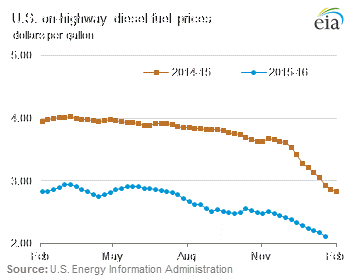 U.S. on-highway diesel fuel prices
dollars per gallon
eia
5.00
2014-15
2015-16
4.00
3.00
2.00
Feb May Aug Nov Feb
Source: U.S. Energy Information Administration